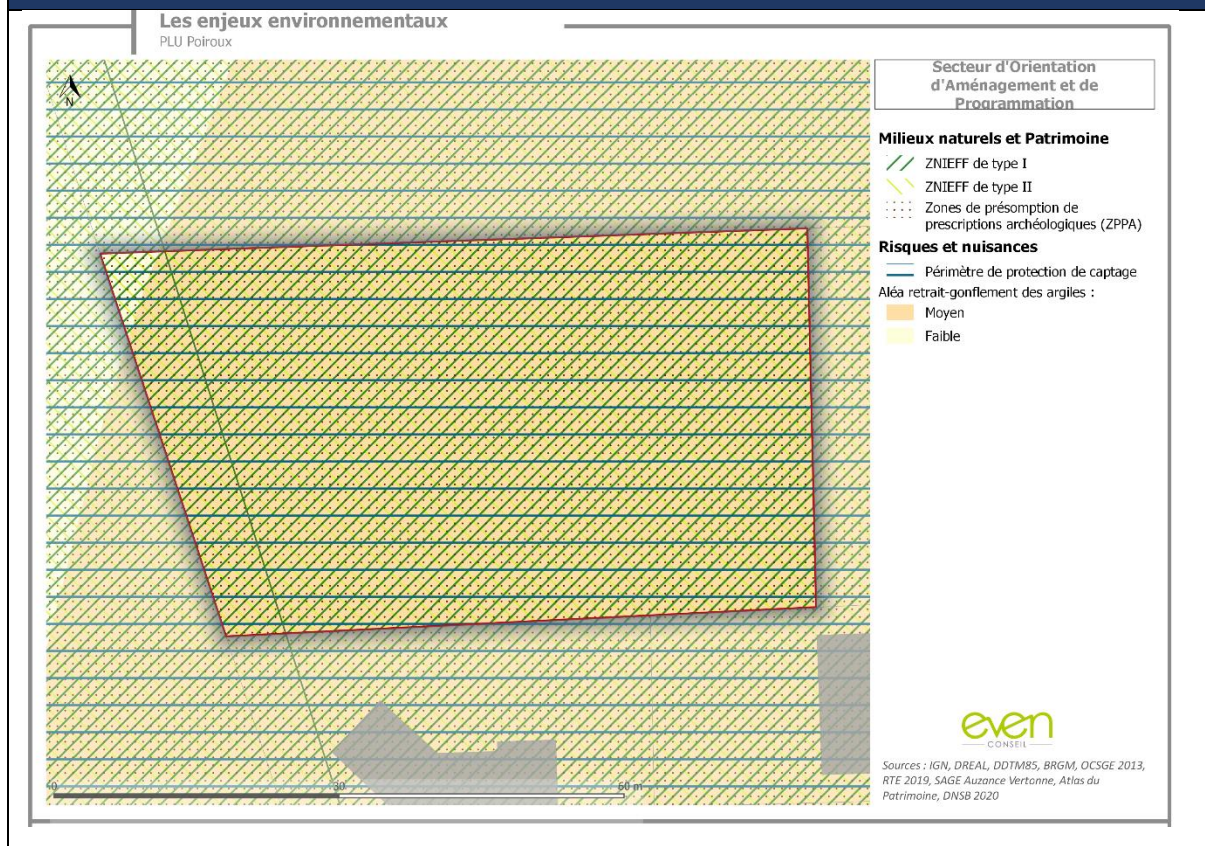 Les enjeux environnementaux
PLU Poiroux
N
Secteur d'Orientation
d'Aménagement et de
Programmation
Milieux naturels et Patrimoine
ZNIEFF de type I
ZNIEFF de type II
Zones de présomption de
prescriptions archéologiques (ZPPA)
Risques et nuisances
Périmètre de protection de captage
Aléa retrait-gonflement des argiles :
Moyen
Faible
0 30 60 m
even
CONSEIL
Sources : IGN, DREAL, DDTM85, BRGM, OCSGE 2013,
RTE 2019, SAGE Auzance Vertonne, Atlas du
Patrimoine, DNSB 2020